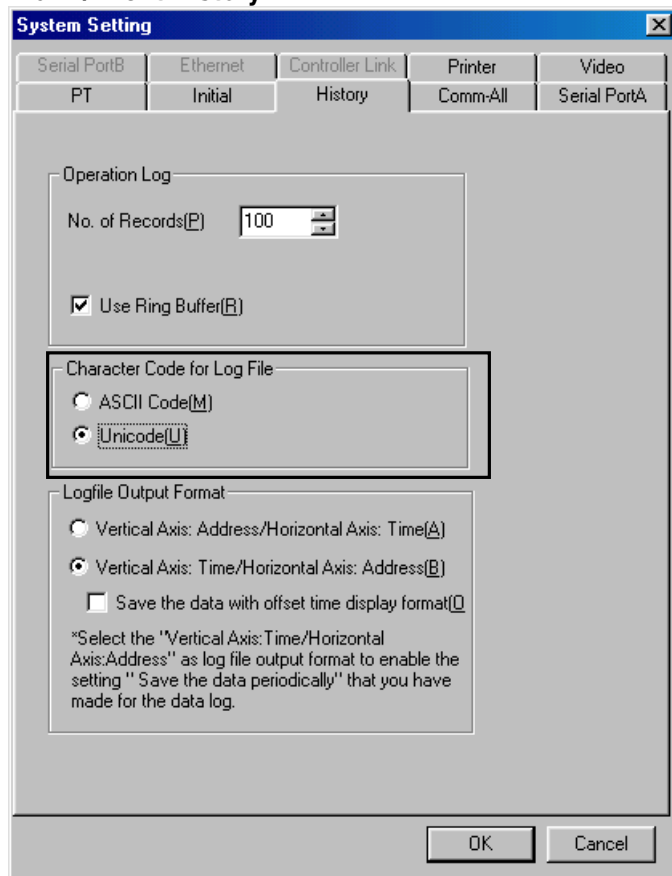 System Setting
Serial PortB Ethernet Controller Link Printer Video
PT Initial History Comm-All Serial PortA
Operation Log
No. of Records(P) 100
Use Ring Buffer(R)
Character Code for Log File
ASCII Code(M)
Unicode(U)
Logfile Output Format
Vertical Axis: Address/Horizontal Axis: Time(A)
Vertical Axis: Time/Horizontal Axis: Address(B)
Save the data with offset time display format(O
*Select the "Vertical Axis:Time/Horizontal
Axis:Address" as log file output format to enable the
setting " Save the data periodically" that you have
made for the data log.
OK Cancel